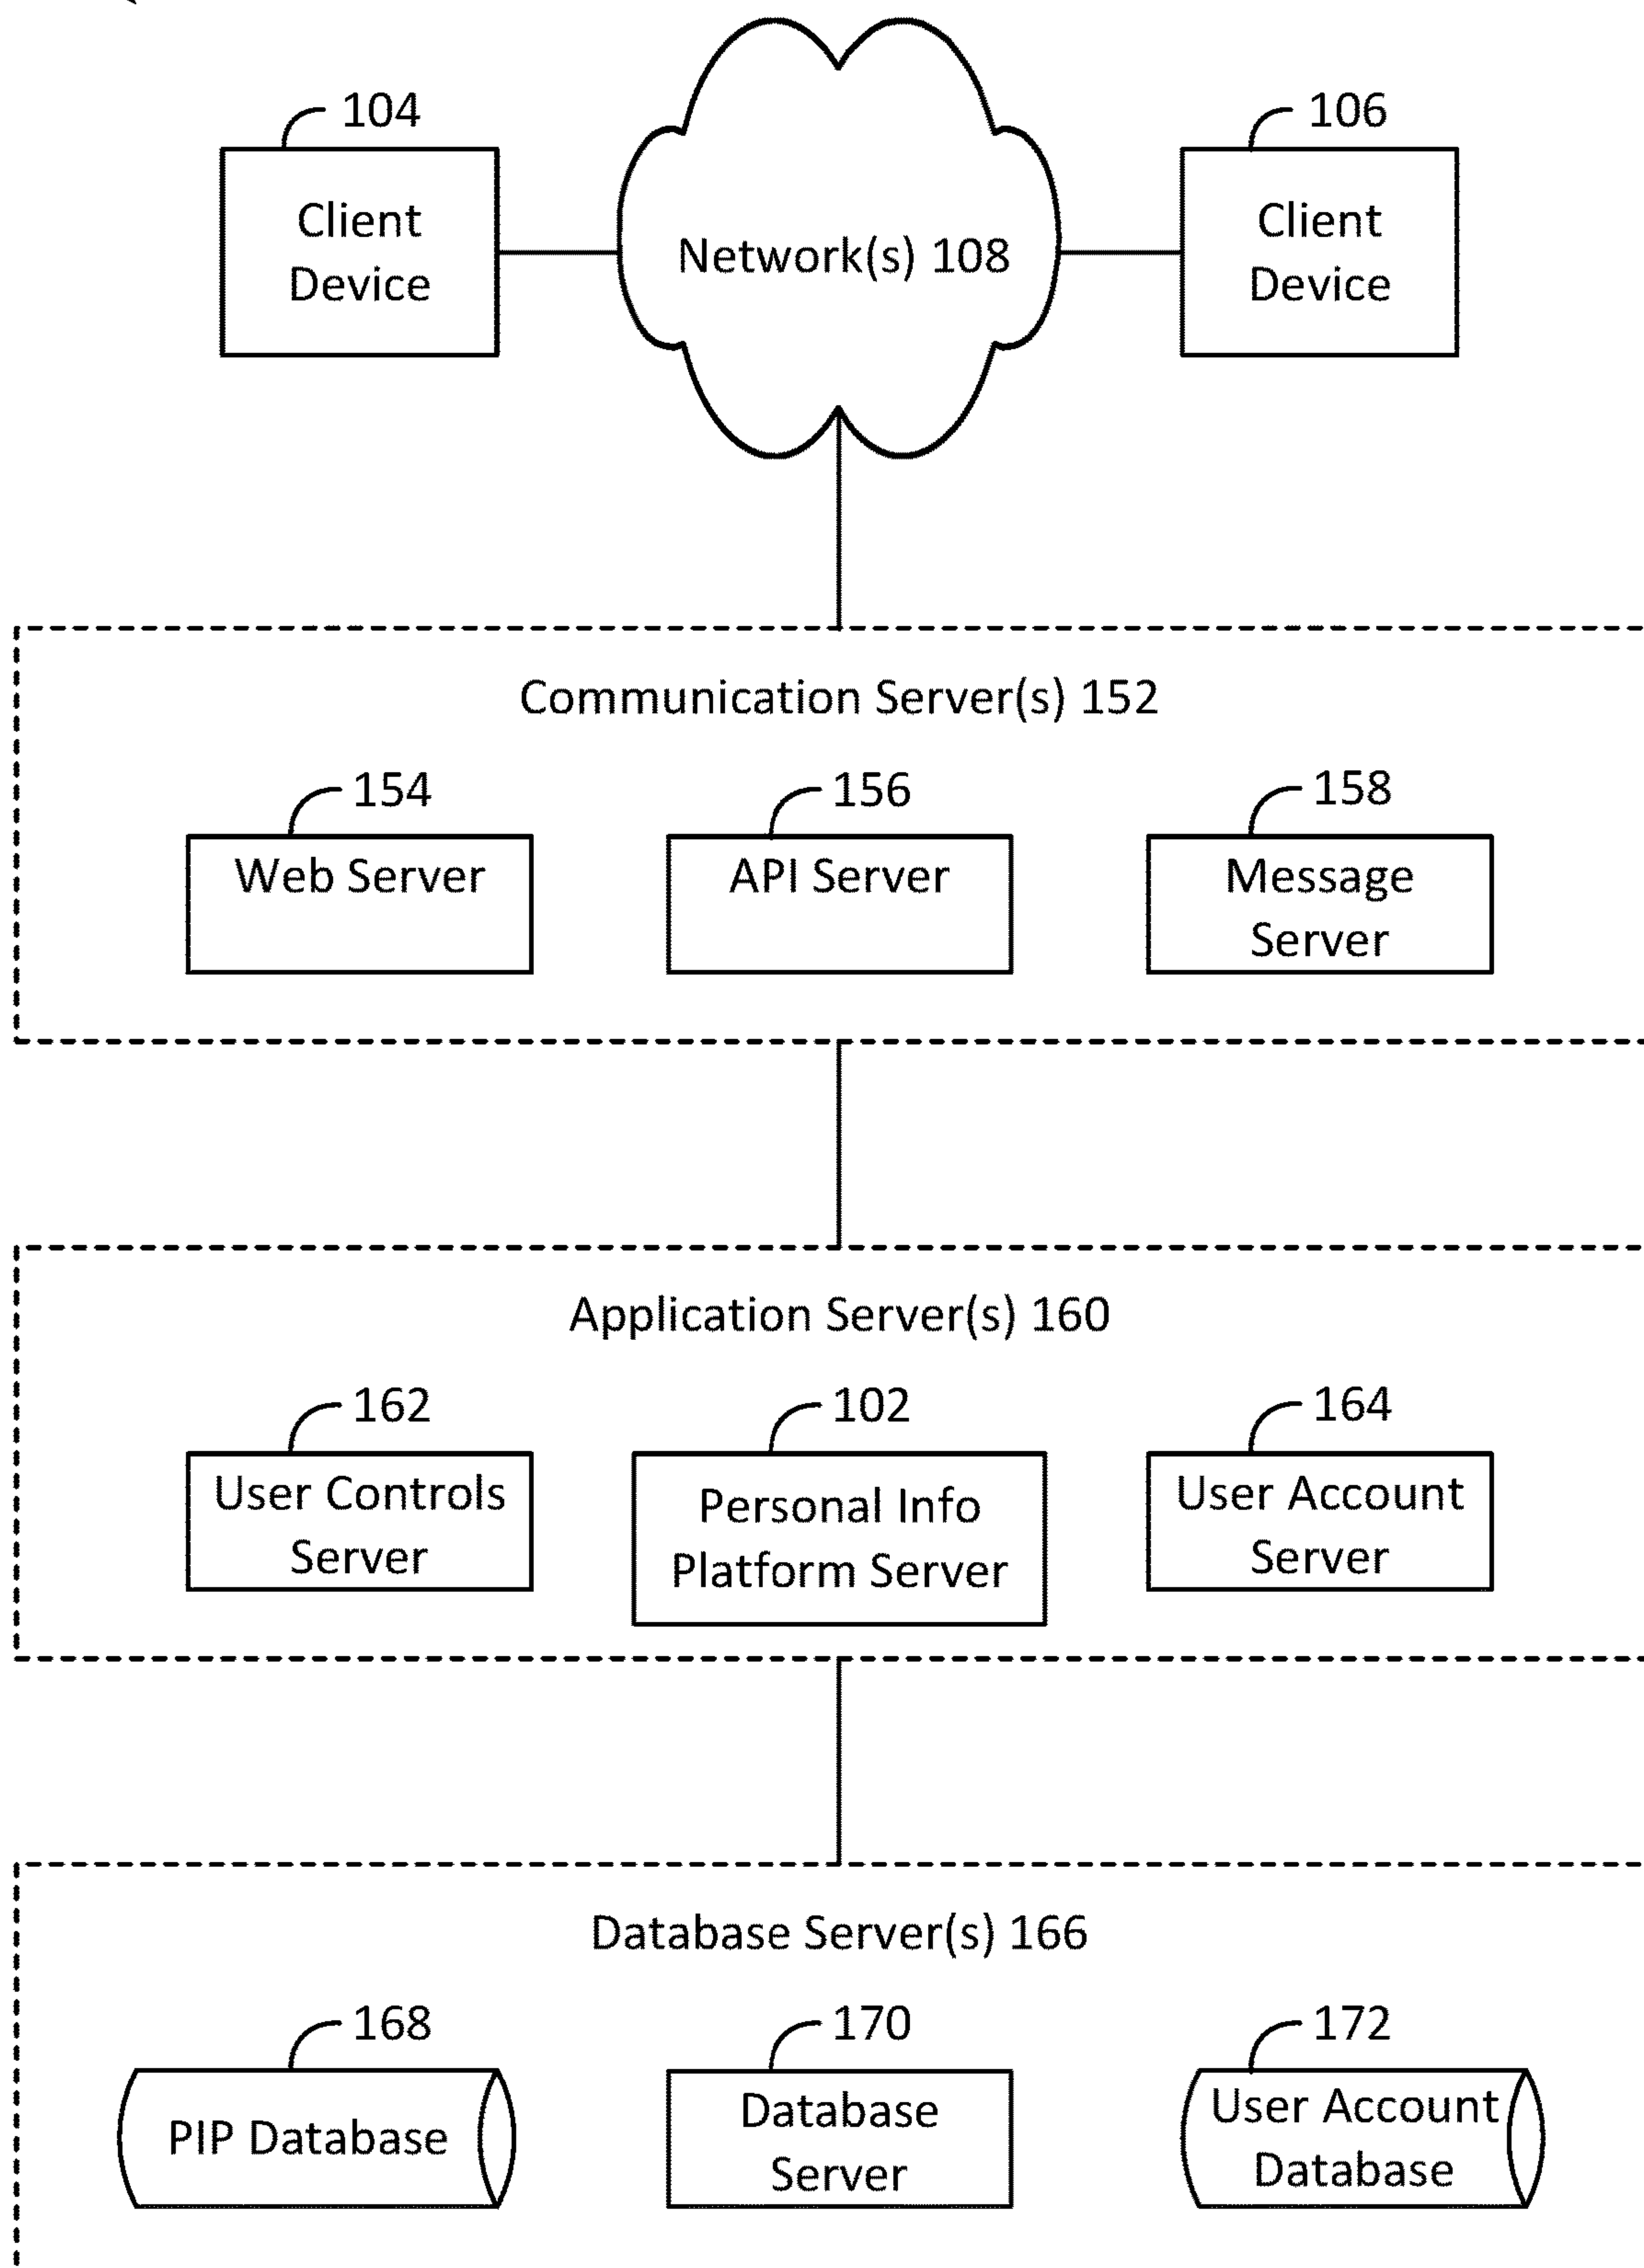 104
106
Client
Device
Network(s) 108
Client
Device
Communication Server(s) 152
154
156
158
Web Server
API Server
Message
Server
Application Server(s) 160
162
102
164
User Controls
Server
Personal Info
Platform Server
User Account
Server
Database Server(s) 166
168
170
172
PIP Database
Database
Server
User Account
Database